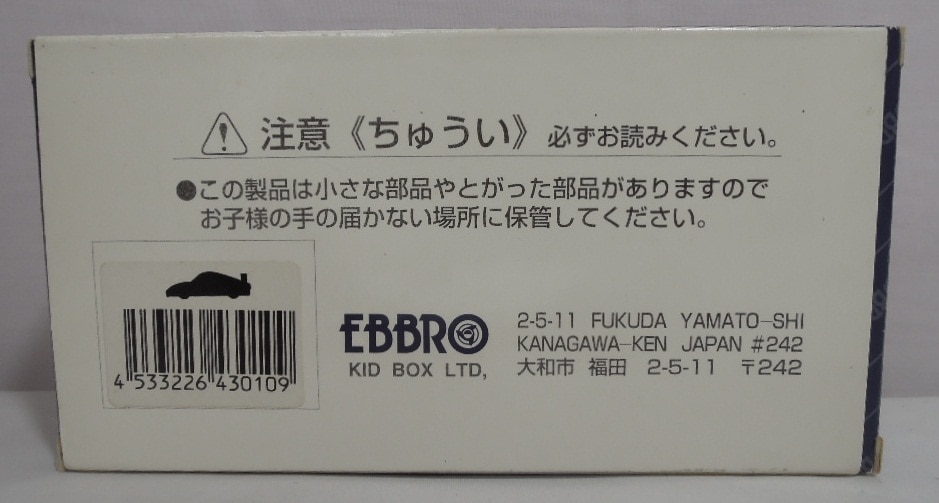 注意《ちゅうい》必ずお読みください。
●この製品は小さな部品やとがった部品がありますので
お子様の手の届かない場所に保管してください。
4 533226 430109
EBBRO
KID BOX LTD,
2-5-11 FUKUDA YAMATO-SHI
KANAGAWA-KEN JAPAN #242
大和市 福田 2-5-11 〒242